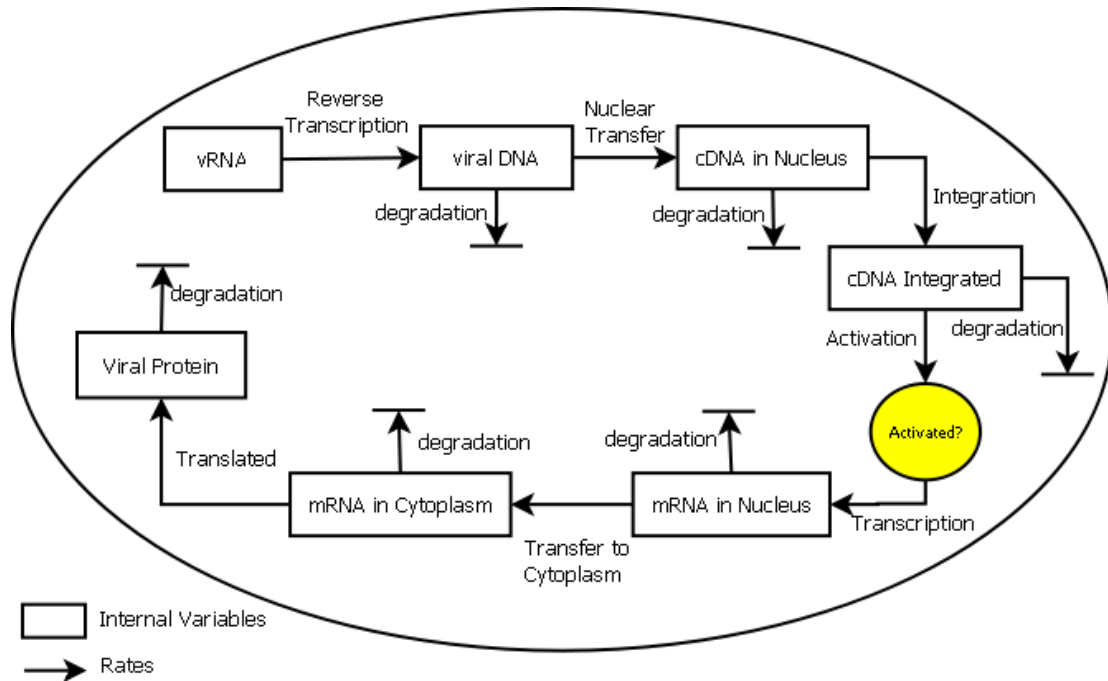 Reverse
Transcription
Nuclear
Transfer
vRNA
viral DNA
cDNA in Nucleus
degradation
degradation
Integration
cDNA Integrated
degradation
Activation
degradation
Viral Protein
Activated?
degradation
degradation
Translated
mRNA in Cytoplasm
mRNA in Nucleus
Transcription
Transfer to
Cytoplasm
Internal Variables
Rates